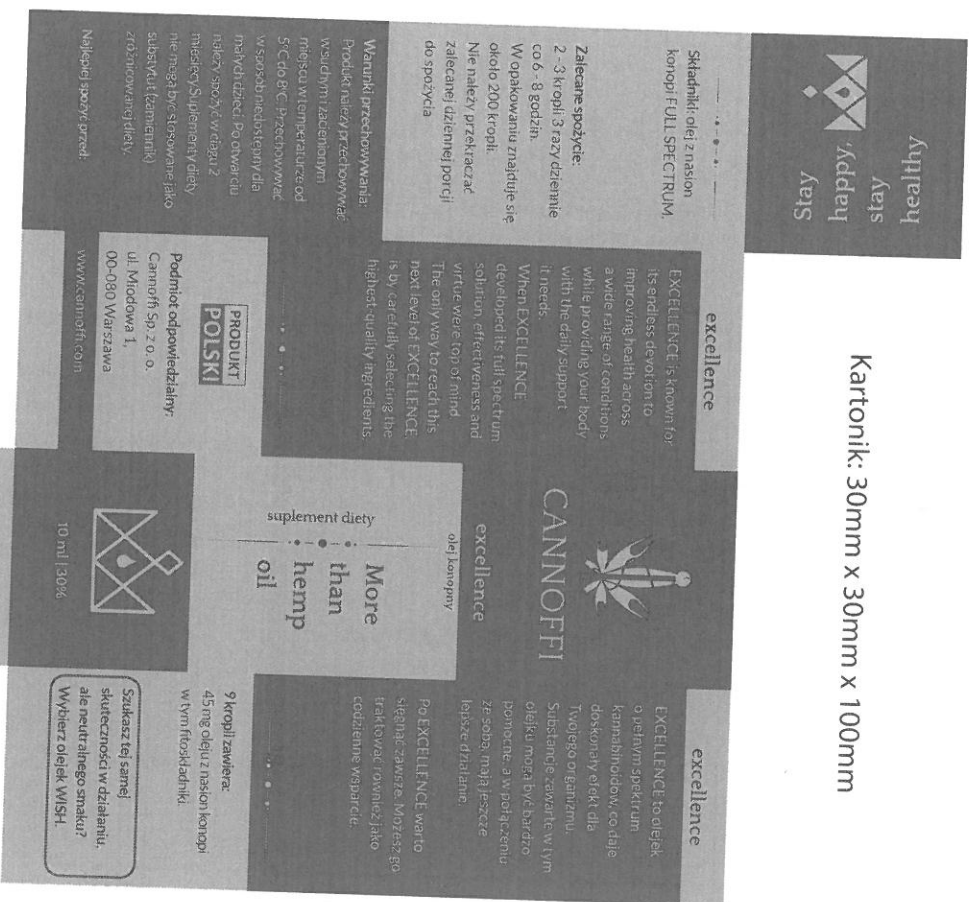 Kartonik: 30mm x 30mm x 100mm
Stay
happy,
stay
healthy
Składniki: olej z nasion
konopi FULL SPECTRUM.
Zalecane spożycie:
2 - 3 kropli 3 razy dziennie
co 6 - 8 godzin.
W opakowaniu znajduje się
około 200 kropli.
Nie należy przekraczać
zalecanej dziennej porcji
do spożycia
Warunki przechowywania:
Produkt należy przechowywać
w suchym i zacienionym
miejscu w temperaturze od
5°C do 8°C. Przechowywać
w sposób niedostępny dla
małych dzieci. Po otwarciu
należy spożyć w ciągu 2
miesięcy. Suplementy diety
nie mogą być stosowane jako
substytut (zamiennik)
zróżnicowanej diety.
Najlepiej spożyć przed:
excellence
EXCELLENCE is known for
its endless devotion to
improving health across
a wide range of conditions
while providing your body
with the daily support
it needs.
When EXCELLENCE
developed its full spectrum
solution, effectiveness and
virtue were top of mind.
The only way to reach this
next level of EXCELLENCE
is by carefully selecting the
highest quality ingredients.
PRODUKT
POLSKI
Podmiot odpowiedzialny:
Cannoffi Sp. z o. o.
ul. Miodowa 1,
00-080 Warszawa
www.cannoffi.com
CANNOFFI
excellence
olej konopny
More
than
hemp
oil
suplement diety
10 ml | 30%
excellence
EXCELLENCE to olejek
o pełnym spektrum
kannabinoidów, co daje
doskonały efekt dla
Twojego organizmu.
Substancje zawarte w tym
olejku mogą być bardzo
pomocne, a w połączeniu
ze sobą, mają jeszcze
lepsze działanie.
Po EXCELLENCE warto
sięgnąć zawsze. Możesz go
traktować również jako
codzienne wsparcie.
9 kropli zawiera:
45 mg oleju z nasion konopi
w tym fitoskładniki.
Szukasz tej samej
skuteczności w działaniu,
ale neutralnego smaku?
Wybierz olejek WISH.